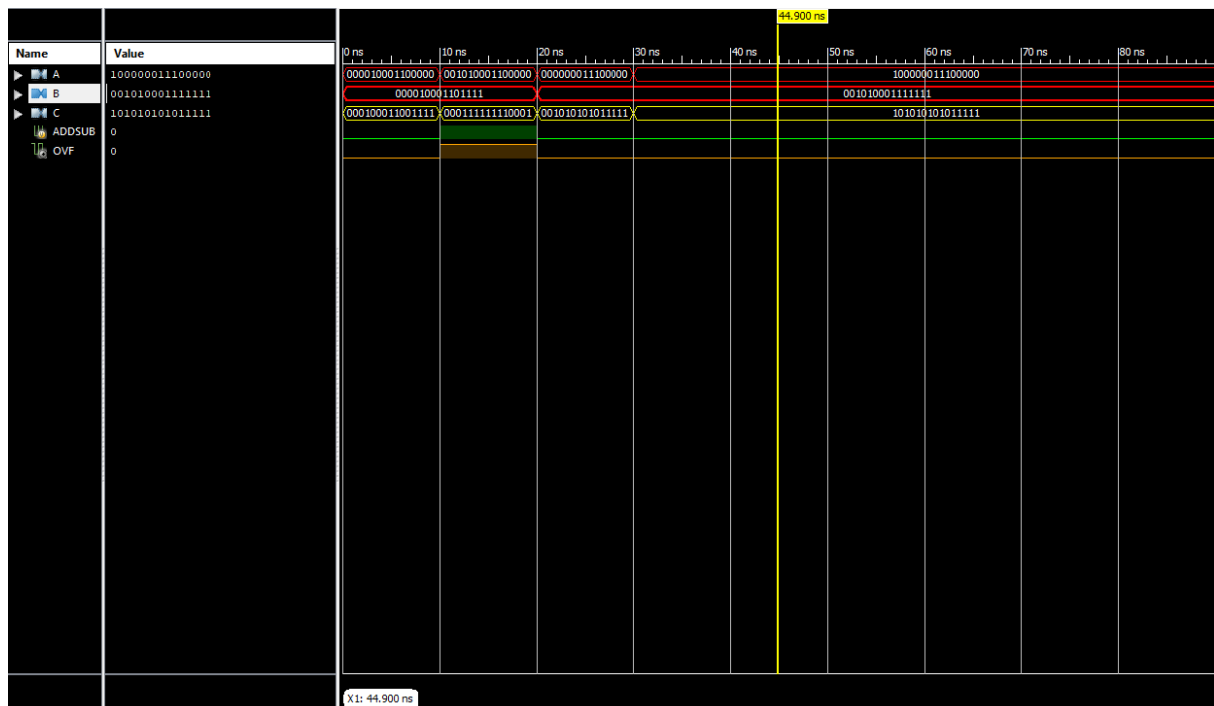 44.900 ns
Name Value 0 ns 10 ns 20 ns 30 ns 40 ns 50 ns 60 ns 70 ns 80 ns
A 100000011100000 000010001100000 001010001100000 000000011100000 100000011100000
B 001010001111111 000010001101111 001010001111111
C 101010101011111 000100011001111 000111111110001 001010101011111 101010101011111
ADDSUB 0
OVF 0
X1: 44.900 ns